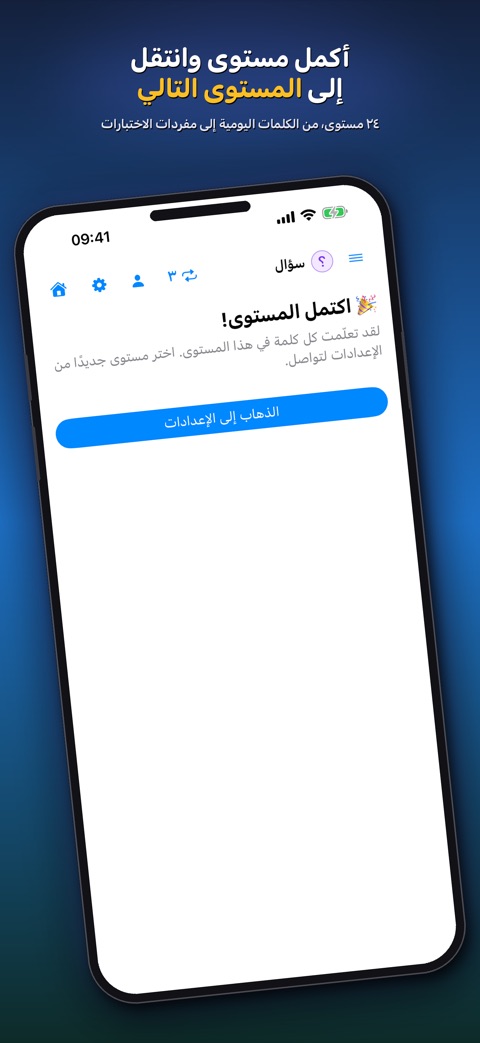 أكمل مستوى وانتقل
إلى المستوى التالي
٢٤ مستوى، من الكلمات اليومية إلى مفردات الاختبارات
09:41
؟ سؤال
٣
🎉 اكتمل المستوى!
لقد تعلّمت كل كلمة في هذا المستوى. اختر مستوى جديدًا من
الإعدادات لتواصل.
الذهاب إلى الإعدادات